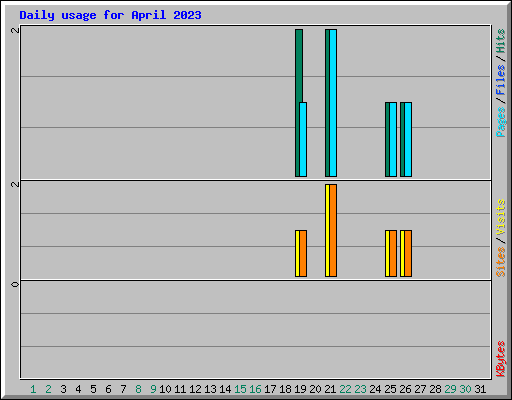 Daily usage for April 2023
2
2
0
Pages / Files / Hits
Sites / Visits
KBytes
1 2 3 4 5 6 7 8 9 10 11 12 13 14 15 16 17 18 19 20 21 22 23 24 25 26 27 28 29 30 31